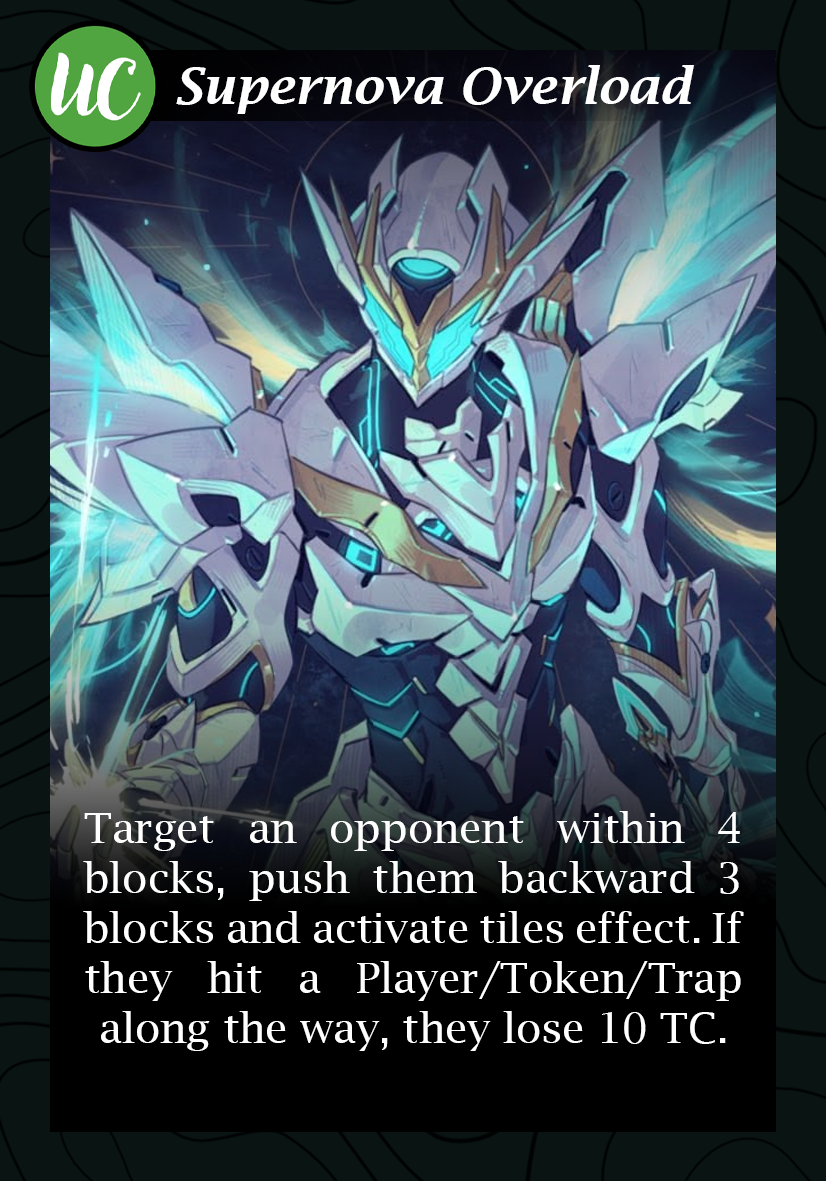 UC Supernova Overload
Target an opponent within 4
blocks, push them backward 3
blocks and activate tiles effect. If
they hit a Player/Token/Trap
along the way, they lose 10 TC.